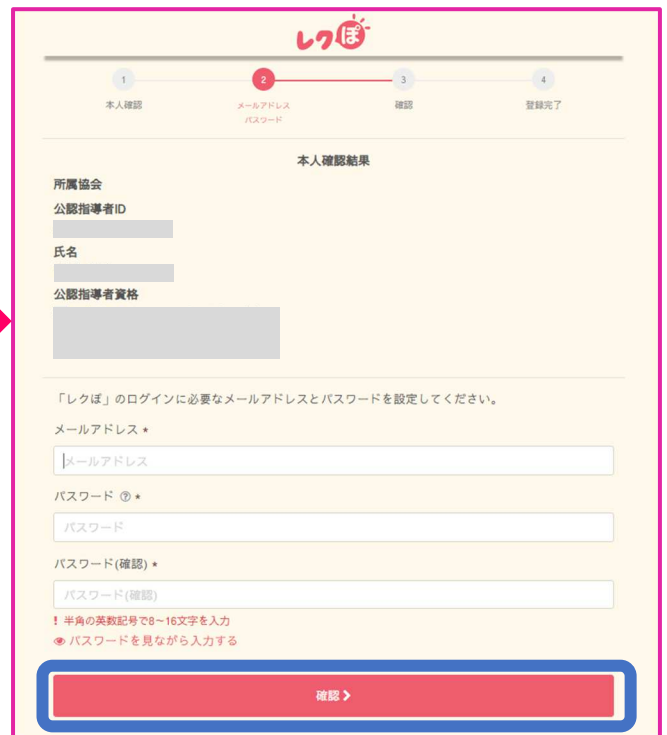 レクぽ
1 2 3 4
本人確認 メールアドレス 確認 登録完了
パスワード
本人確認結果
所属協会
公認指導者ID
氏名
公認指導者資格
「レクぽ」のログインに必要なメールアドレスとパスワードを設定してください。
メールアドレス *
メールアドレス
パスワード ? *
パスワード
パスワード(確認) *
パスワード(確認)
! 半角の英数記号で8~16文字を入力
パスワードを見ながら入力する
確認 >